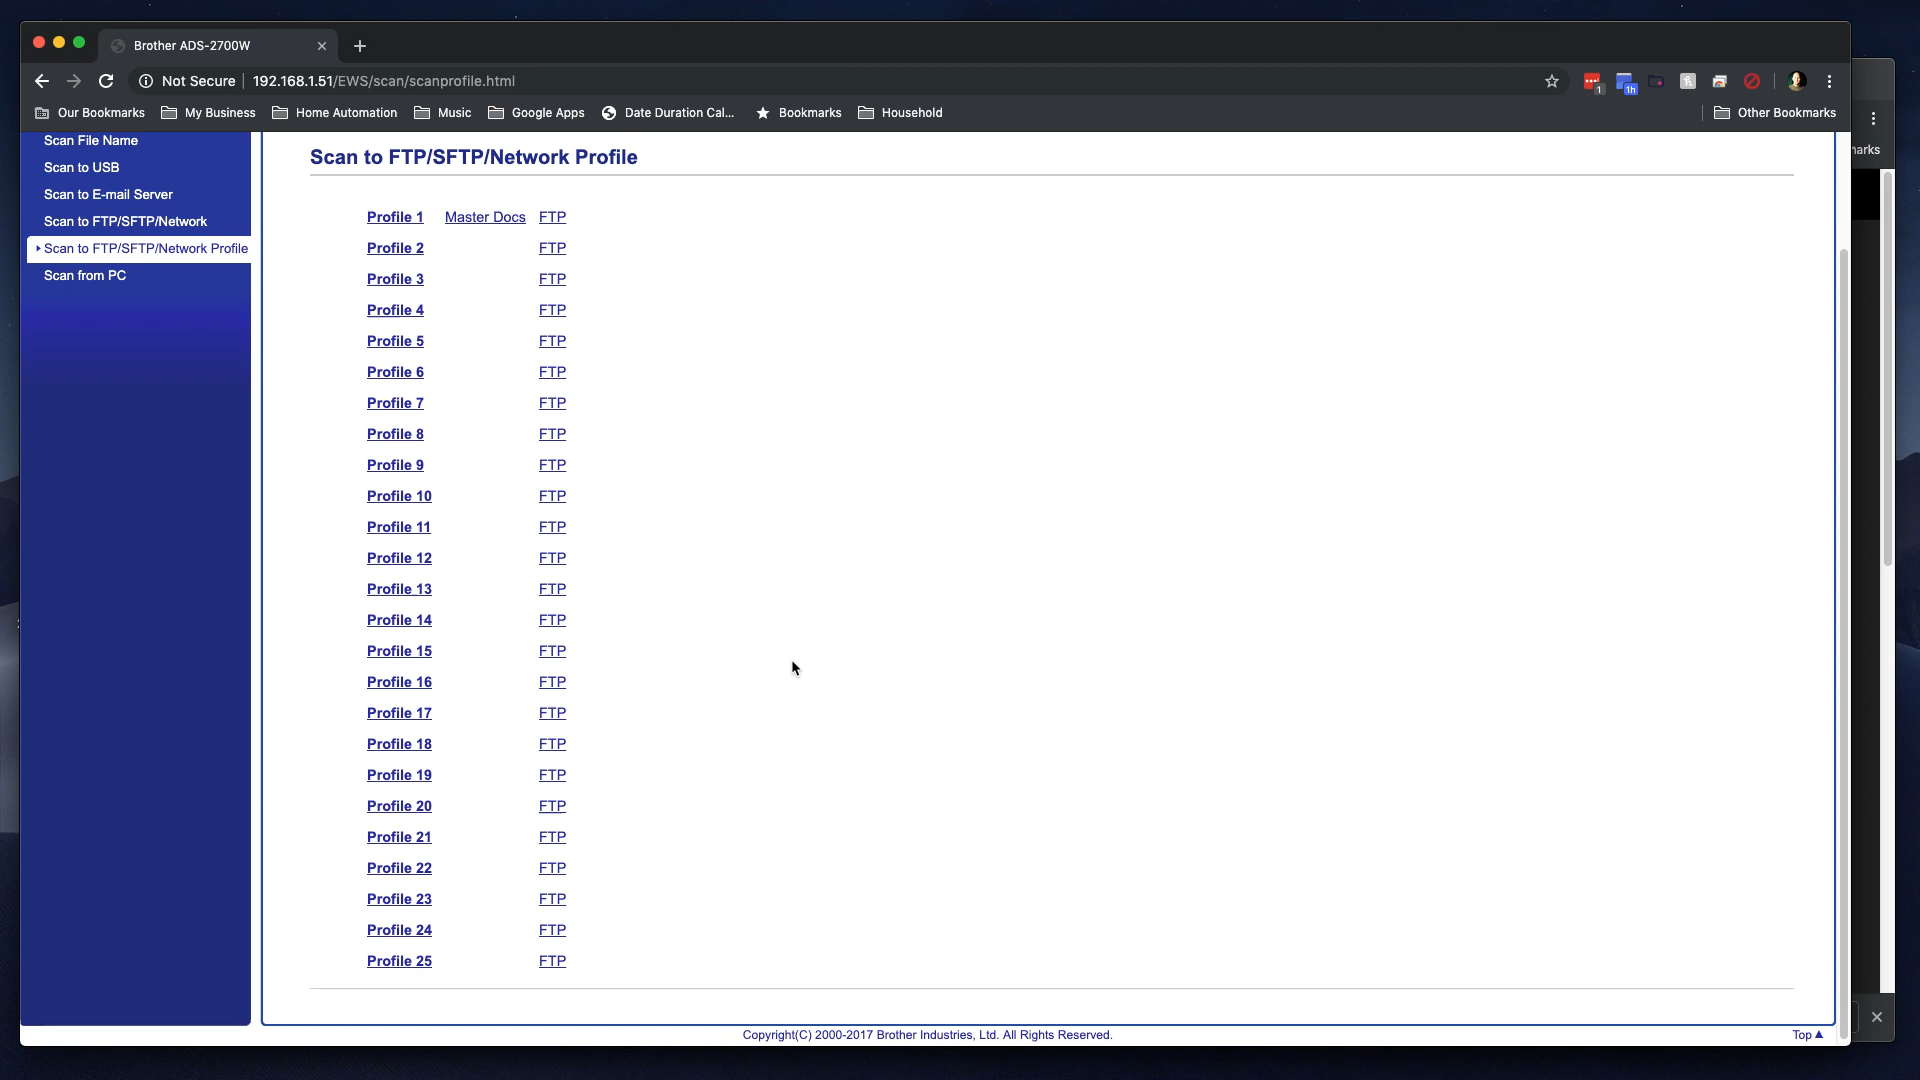 Brother ADS-2700W
Not Secure 192.168.1.51/EWS/scan/scanprofile.html
1
1h
Our Bookmarks My Business Home Automation Music Google Apps Date Duration Cal... Bookmarks Household Other Bookmarks
arks
Scan File Name
Scan to USB
Scan to E-mail Server
Scan to FTP/SFTP/Network
Scan to FTP/SFTP/Network Profile
Scan from PC
Scan to FTP/SFTP/Network Profile
Profile 1 Master Docs FTP
Profile 2 FTP
Profile 3 FTP
Profile 4 FTP
Profile 5 FTP
Profile 6 FTP
Profile 7 FTP
Profile 8 FTP
Profile 9 FTP
Profile 10 FTP
Profile 11 FTP
Profile 12 FTP
Profile 13 FTP
Profile 14 FTP
Profile 15 FTP
Profile 16 FTP
Profile 17 FTP
Profile 18 FTP
Profile 19 FTP
Profile 20 FTP
Profile 21 FTP
Profile 22 FTP
Profile 23 FTP
Profile 24 FTP
Profile 25 FTP
Copyright(C) 2000-2017 Brother Industries, Ltd. All Rights Reserved.
Top▲